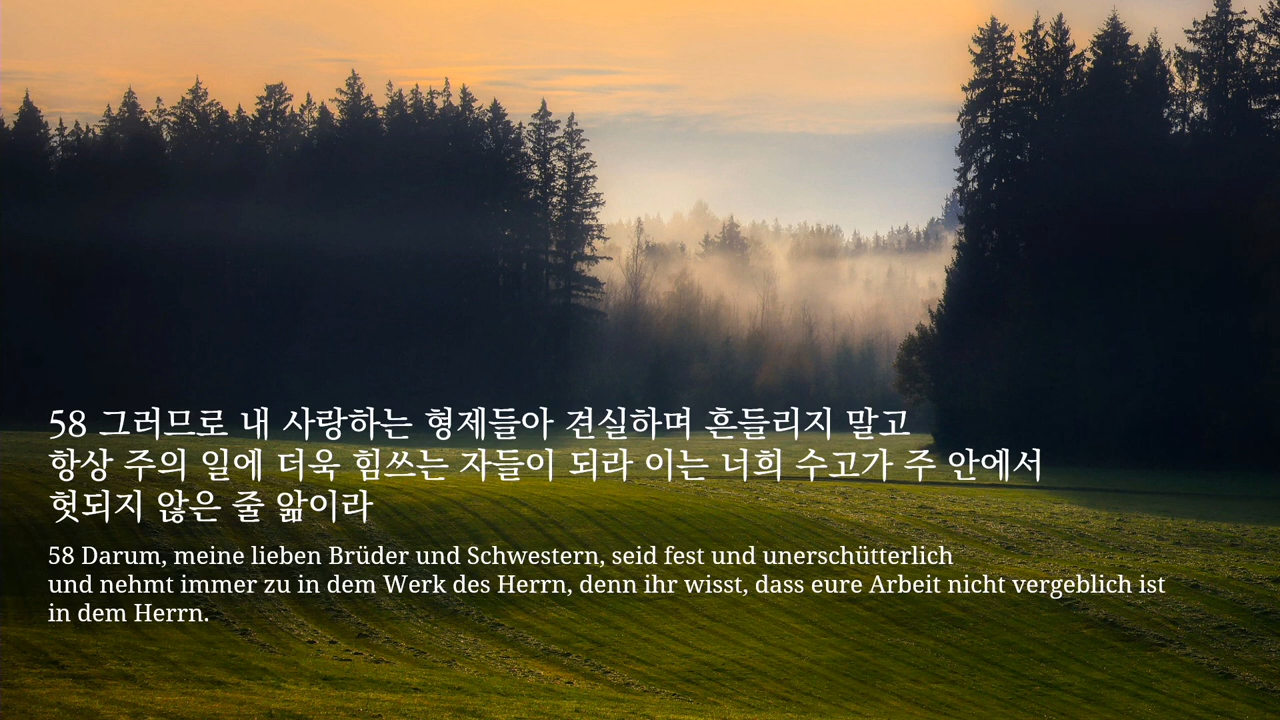 58 그러므로 내 사랑하는 형제들아 견실하며 흔들리지 말고
항상 주의 일에 더욱 힘쓰는 자들이 되라 이는 너희 수고가 주 안에서
헛되지 않은 줄 앎이라
58 Darum, meine lieben Brüder und Schwestern, seid fest und unerschütterlich
und nehmt immer zu in dem Werk des Herrn, denn ihr wisst, dass eure Arbeit nicht vergeblich ist
in dem Herrn.